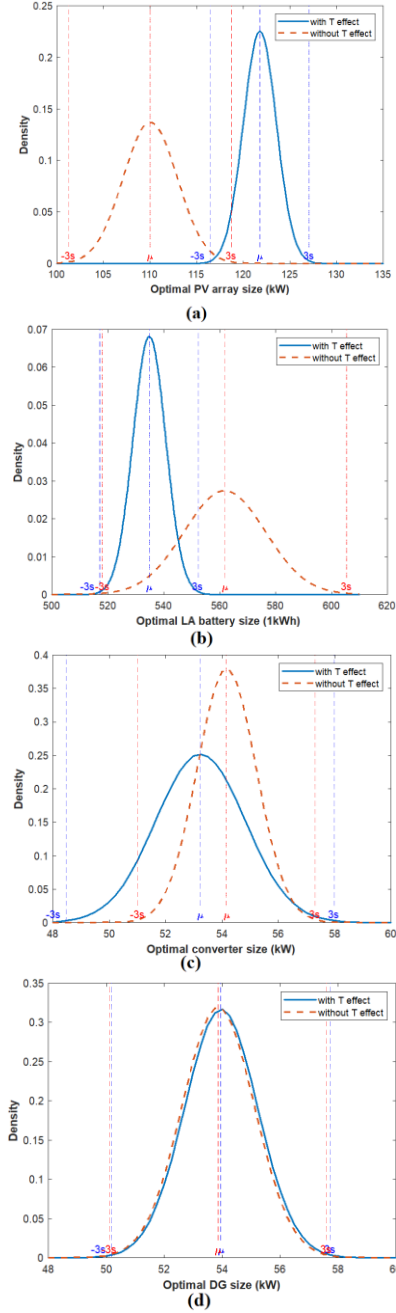 0.25
with T effect
without T effect
0.2
0.15
0.1
0.05
0
Density
-3s μ -3s 3s μ 3s
100 105 110 115 120 125 130 135
Optimal PV array size (kW)
(a)
0.07
with T effect
without T effect
0.06
0.05
0.04
0.03
0.02
0.01
0
Density
-3s -3s μ 3s μ 3s
500 520 540 560 580 600 620
Optimal LA battery size (1kWh)
(b)
0.4
with T effect
without T effect
0.35
0.3
0.25
0.2
0.15
0.1
0.05
0
Density
-3s -3s μ μ 3s 3s
48 50 52 54 56 58 60
Optimal converter size (kW)
(c)
0.35
with T effect
without T effect
0.3
0.25
0.2
0.15
0.1
0.05
0
Density
-3s -3s μ μ 3s 3s
48 50 52 54 56 58
Optimal DG size (kW)
(d)